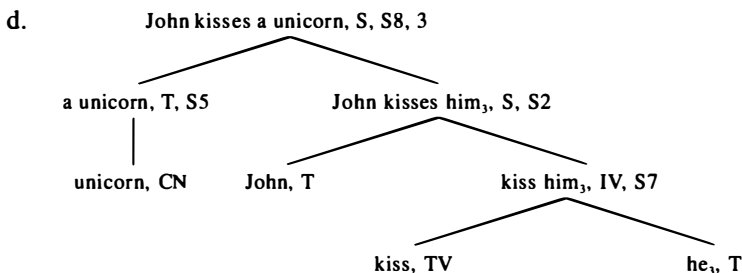 d. John kisses a unicorn, S, S8, 3
a unicorn, T, S5 John kisses him₃, S, S2
unicorn, CN John, T kiss him₃, IV, S7
kiss, TV he₃, T